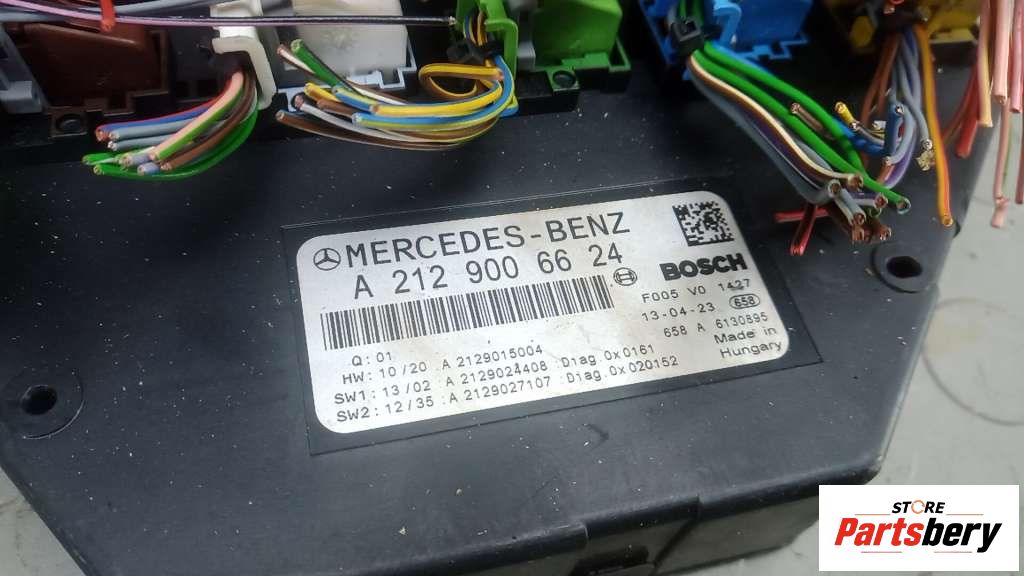 MERCEDES-BENZ
A 212 900 66 24
BOSCH
F005 V0 1427
13-04-23 658
658 A 6130895
Made in
Hungary
Q: 01
HW: 10/20 A 2129015004
SW1: 13/02 A 2129024408 Diag 0x0161
SW2: 12/35 A 2129027107 Diag.0x020152
STORE
Partsbery